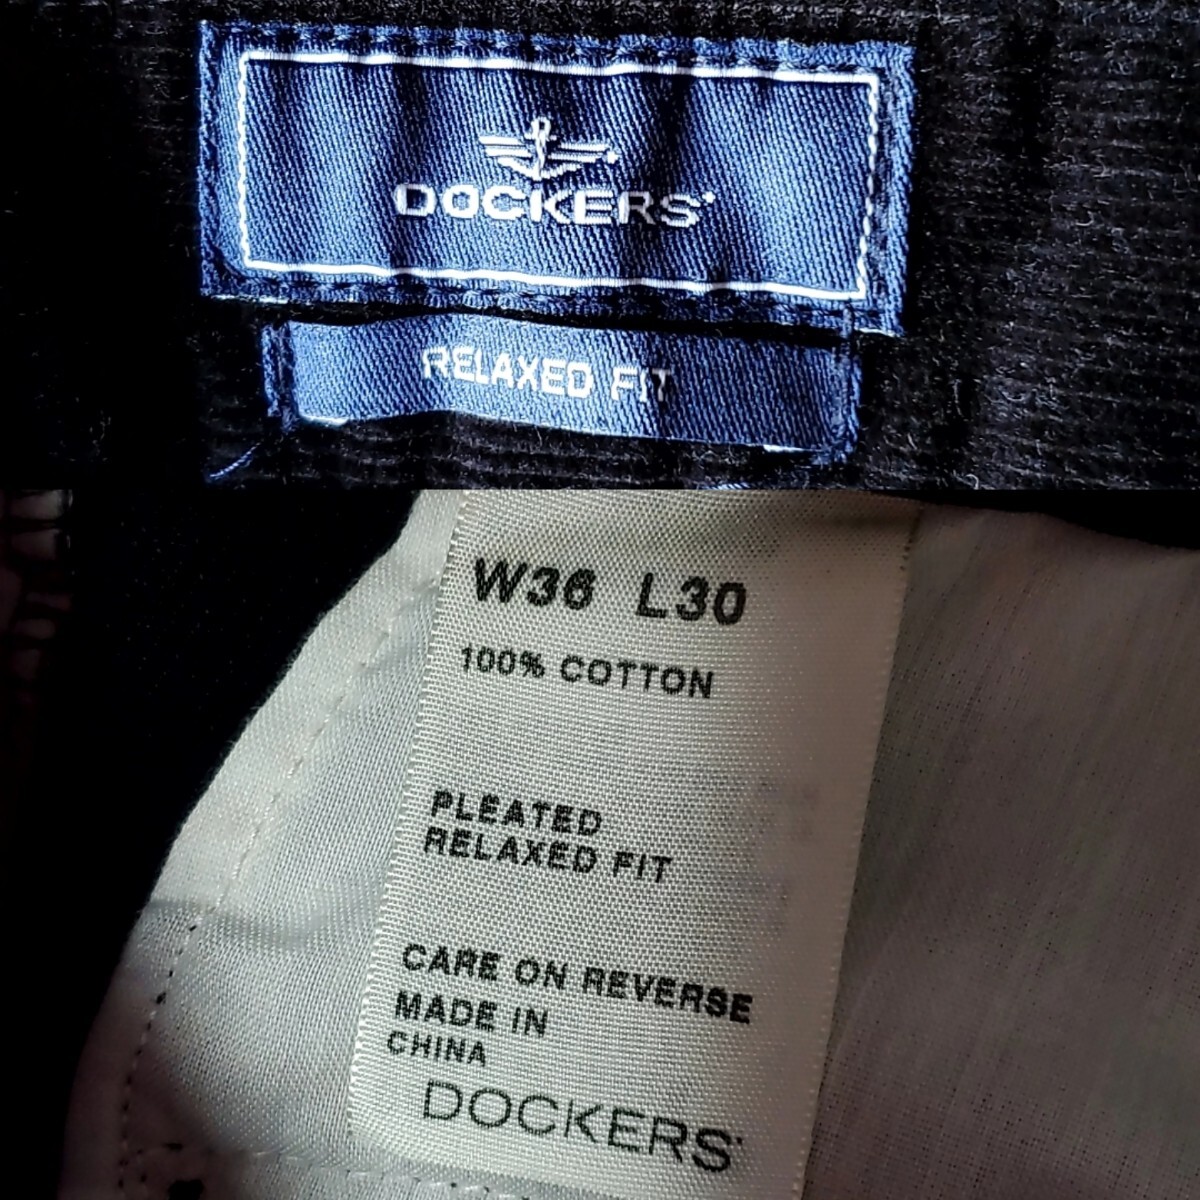 DOCKERS
RELAXED FIT
W36 L30
100% COTTON
PLEATED
RELAXED FIT
CARE ON REVERSE
MADE IN
CHINA
DOCKERS